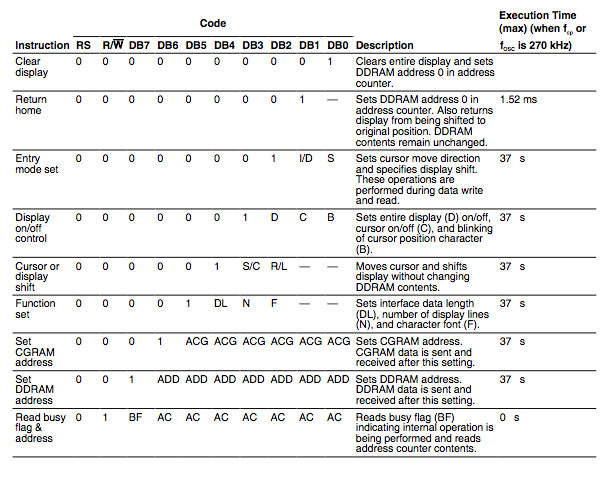 Code
Execution Time
(max) (when fcp or
Instruction RS R/W DB7 DB6 DB5 DB4 DB3 DB2 DB1 DB0 Description fosc is 270 kHz)
Clear 0 0 0 0 0 0 0 0 0 1 Clears entire display and sets
display DDRAM address 0 in address
counter.
Return 0 0 0 0 0 0 0 0 1 — Sets DDRAM address 0 in 1.52 ms
home address counter. Also returns
display from being shifted to
original position. DDRAM
contents remain unchanged.
Entry 0 0 0 0 0 0 0 1 I/D S Sets cursor move direction 37 s
mode set and specifies display shift.
These operations are
performed during data write
and read.
Display 0 0 0 0 0 0 1 D C B Sets entire display (D) on/off, 37 s
on/off cursor on/off (C), and blinking
control of cursor position character
(B).
Cursor or 0 0 0 0 0 1 S/C R/L — — Moves cursor and shifts 37 s
display display without changing
shift DDRAM contents.
Function 0 0 0 0 1 DL N F — — Sets interface data length 37 s
set (DL), number of display lines
(N), and character font (F).
Set 0 0 0 1 ACG ACG ACG ACG ACG ACG Sets CGRAM address. 37 s
CGRAM CGRAM data is sent and
address received after this setting.
Set 0 0 1 ADD ADD ADD ADD ADD ADD ADD Sets DDRAM address. 37 s
DDRAM DDRAM data is sent and
address received after this setting.
Read busy 0 1 BF AC AC AC AC AC AC AC Reads busy flag (BF) 0 s
flag & indicating internal operation is
address being performed and reads
address counter contents.